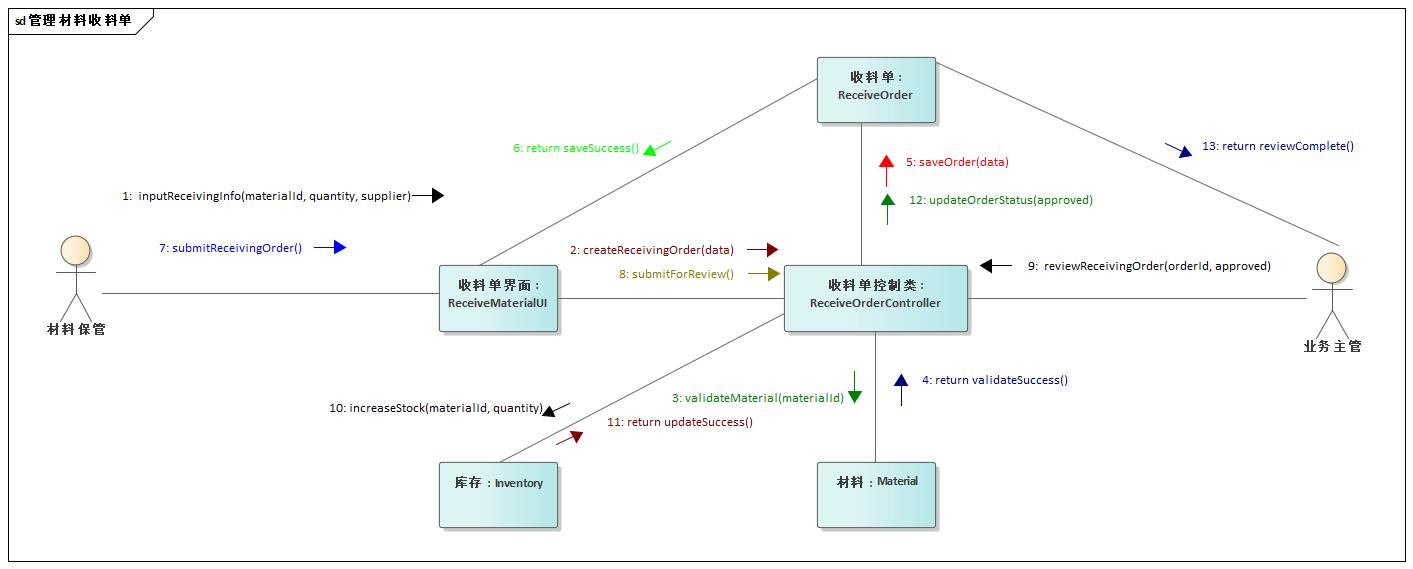 sd 管理材料收料单
收料单：
ReceiveOrder
6: return saveSuccess()
13: return reviewComplete()
5: saveOrder(data)
1: inputReceivingInfo(materialId, quantity, supplier)
12: updateOrderStatus(approved)
7: submitReceivingOrder()
2: createReceivingOrder(data)
8: submitForReview()
9: reviewReceivingOrder(orderId, approved)
收料单界面：
ReceiveMaterialUI
收料单控制类：
ReceiveOrderController
材料保管
业务主管
4: return validateSuccess()
3: validateMaterial(materialId)
10: increaseStock(materialId, quantity)
11: return updateSuccess()
库存：Inventory
材料：Material